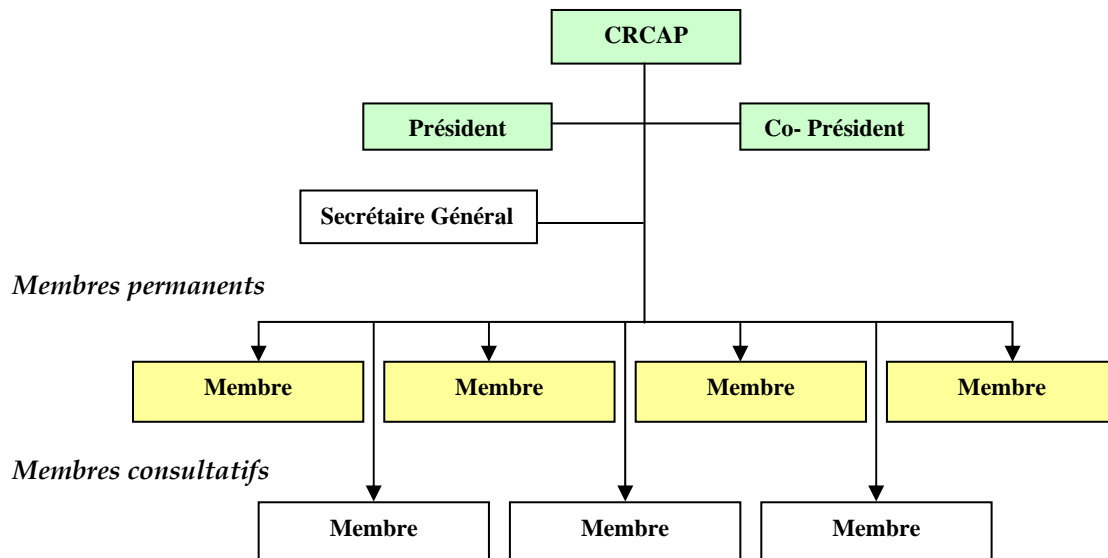 CRCAP
Président
Co- Président
Secrétaire Général
Membres permanents
Membre
Membre
Membre
Membre
Membres consultatifs
Membre
Membre
Membre